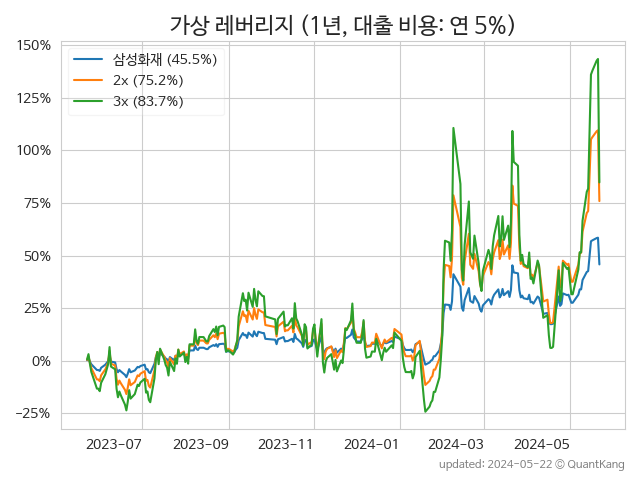 가상 레버리지 (1년, 대출 비용: 연 5%)
150%
125%
100%
75%
50%
25%
0%
−25%
삼성화재 (45.5%)
2x (75.2%)
3x (83.7%)
2023-07
2023-09
2023-11
2024-01
2024-03
2024-05
updated: 2024-05-22 © QuantKang